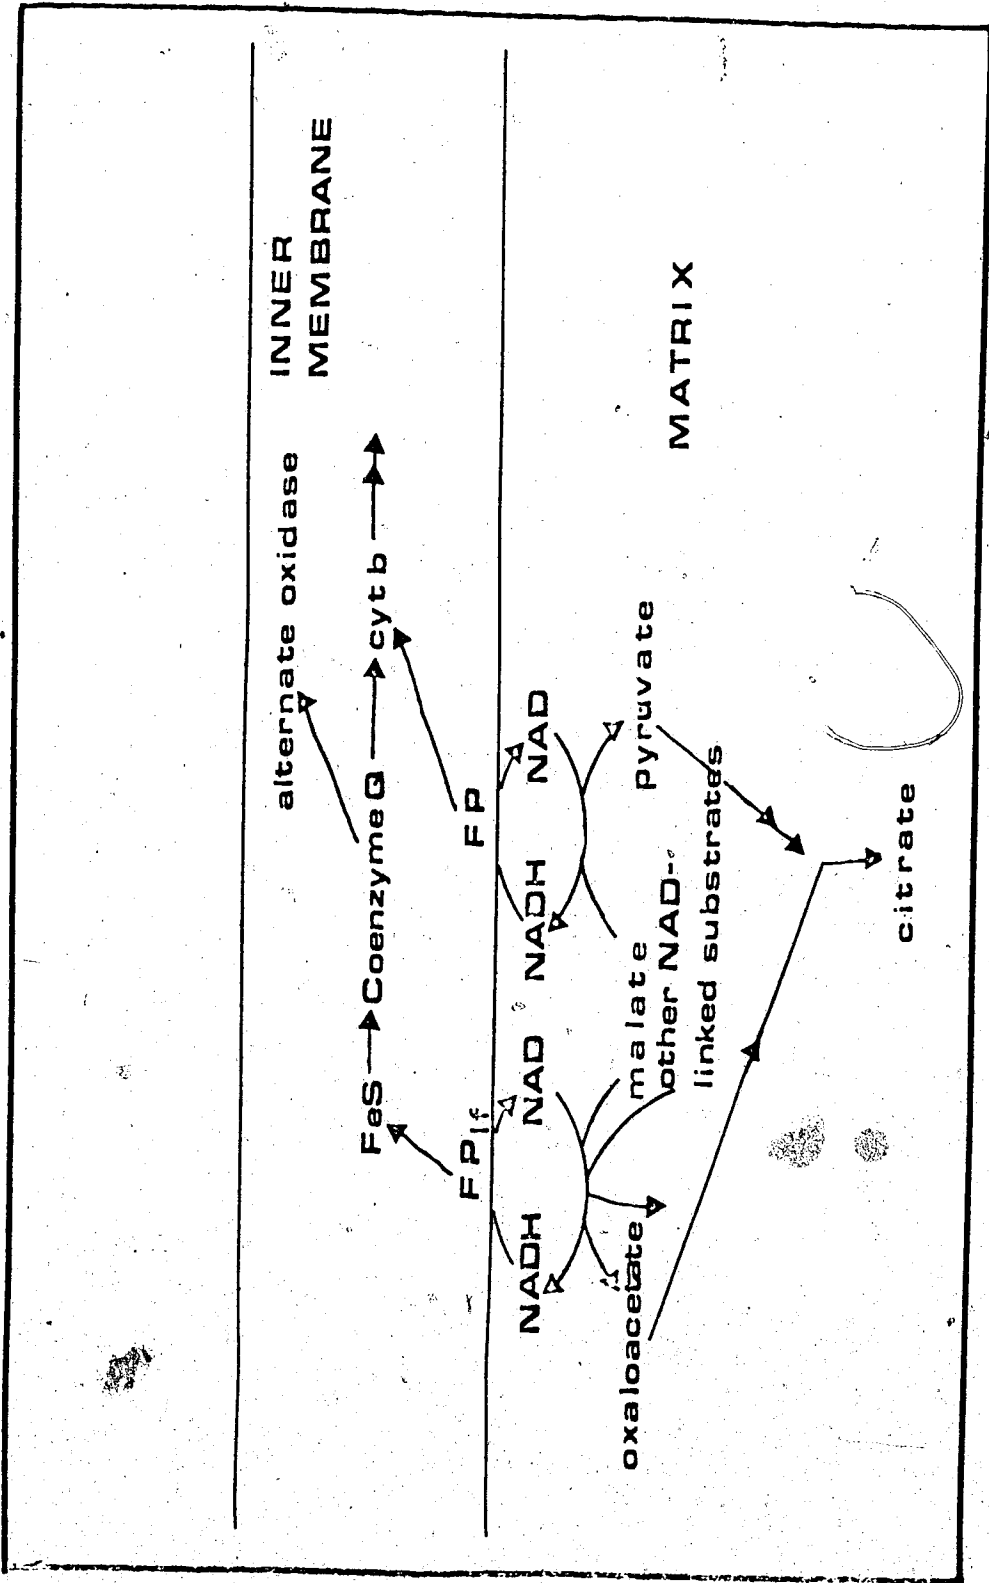 INNER
MEMBRANE
alternate oxidase
FeS
Coenzyme Q
cyt b
FP lf
FP
NADH
NAD
NADH
NAD
oxaloacetate
malate
other NAD-
linked substrates
pyruvate
MATRIX
citrate